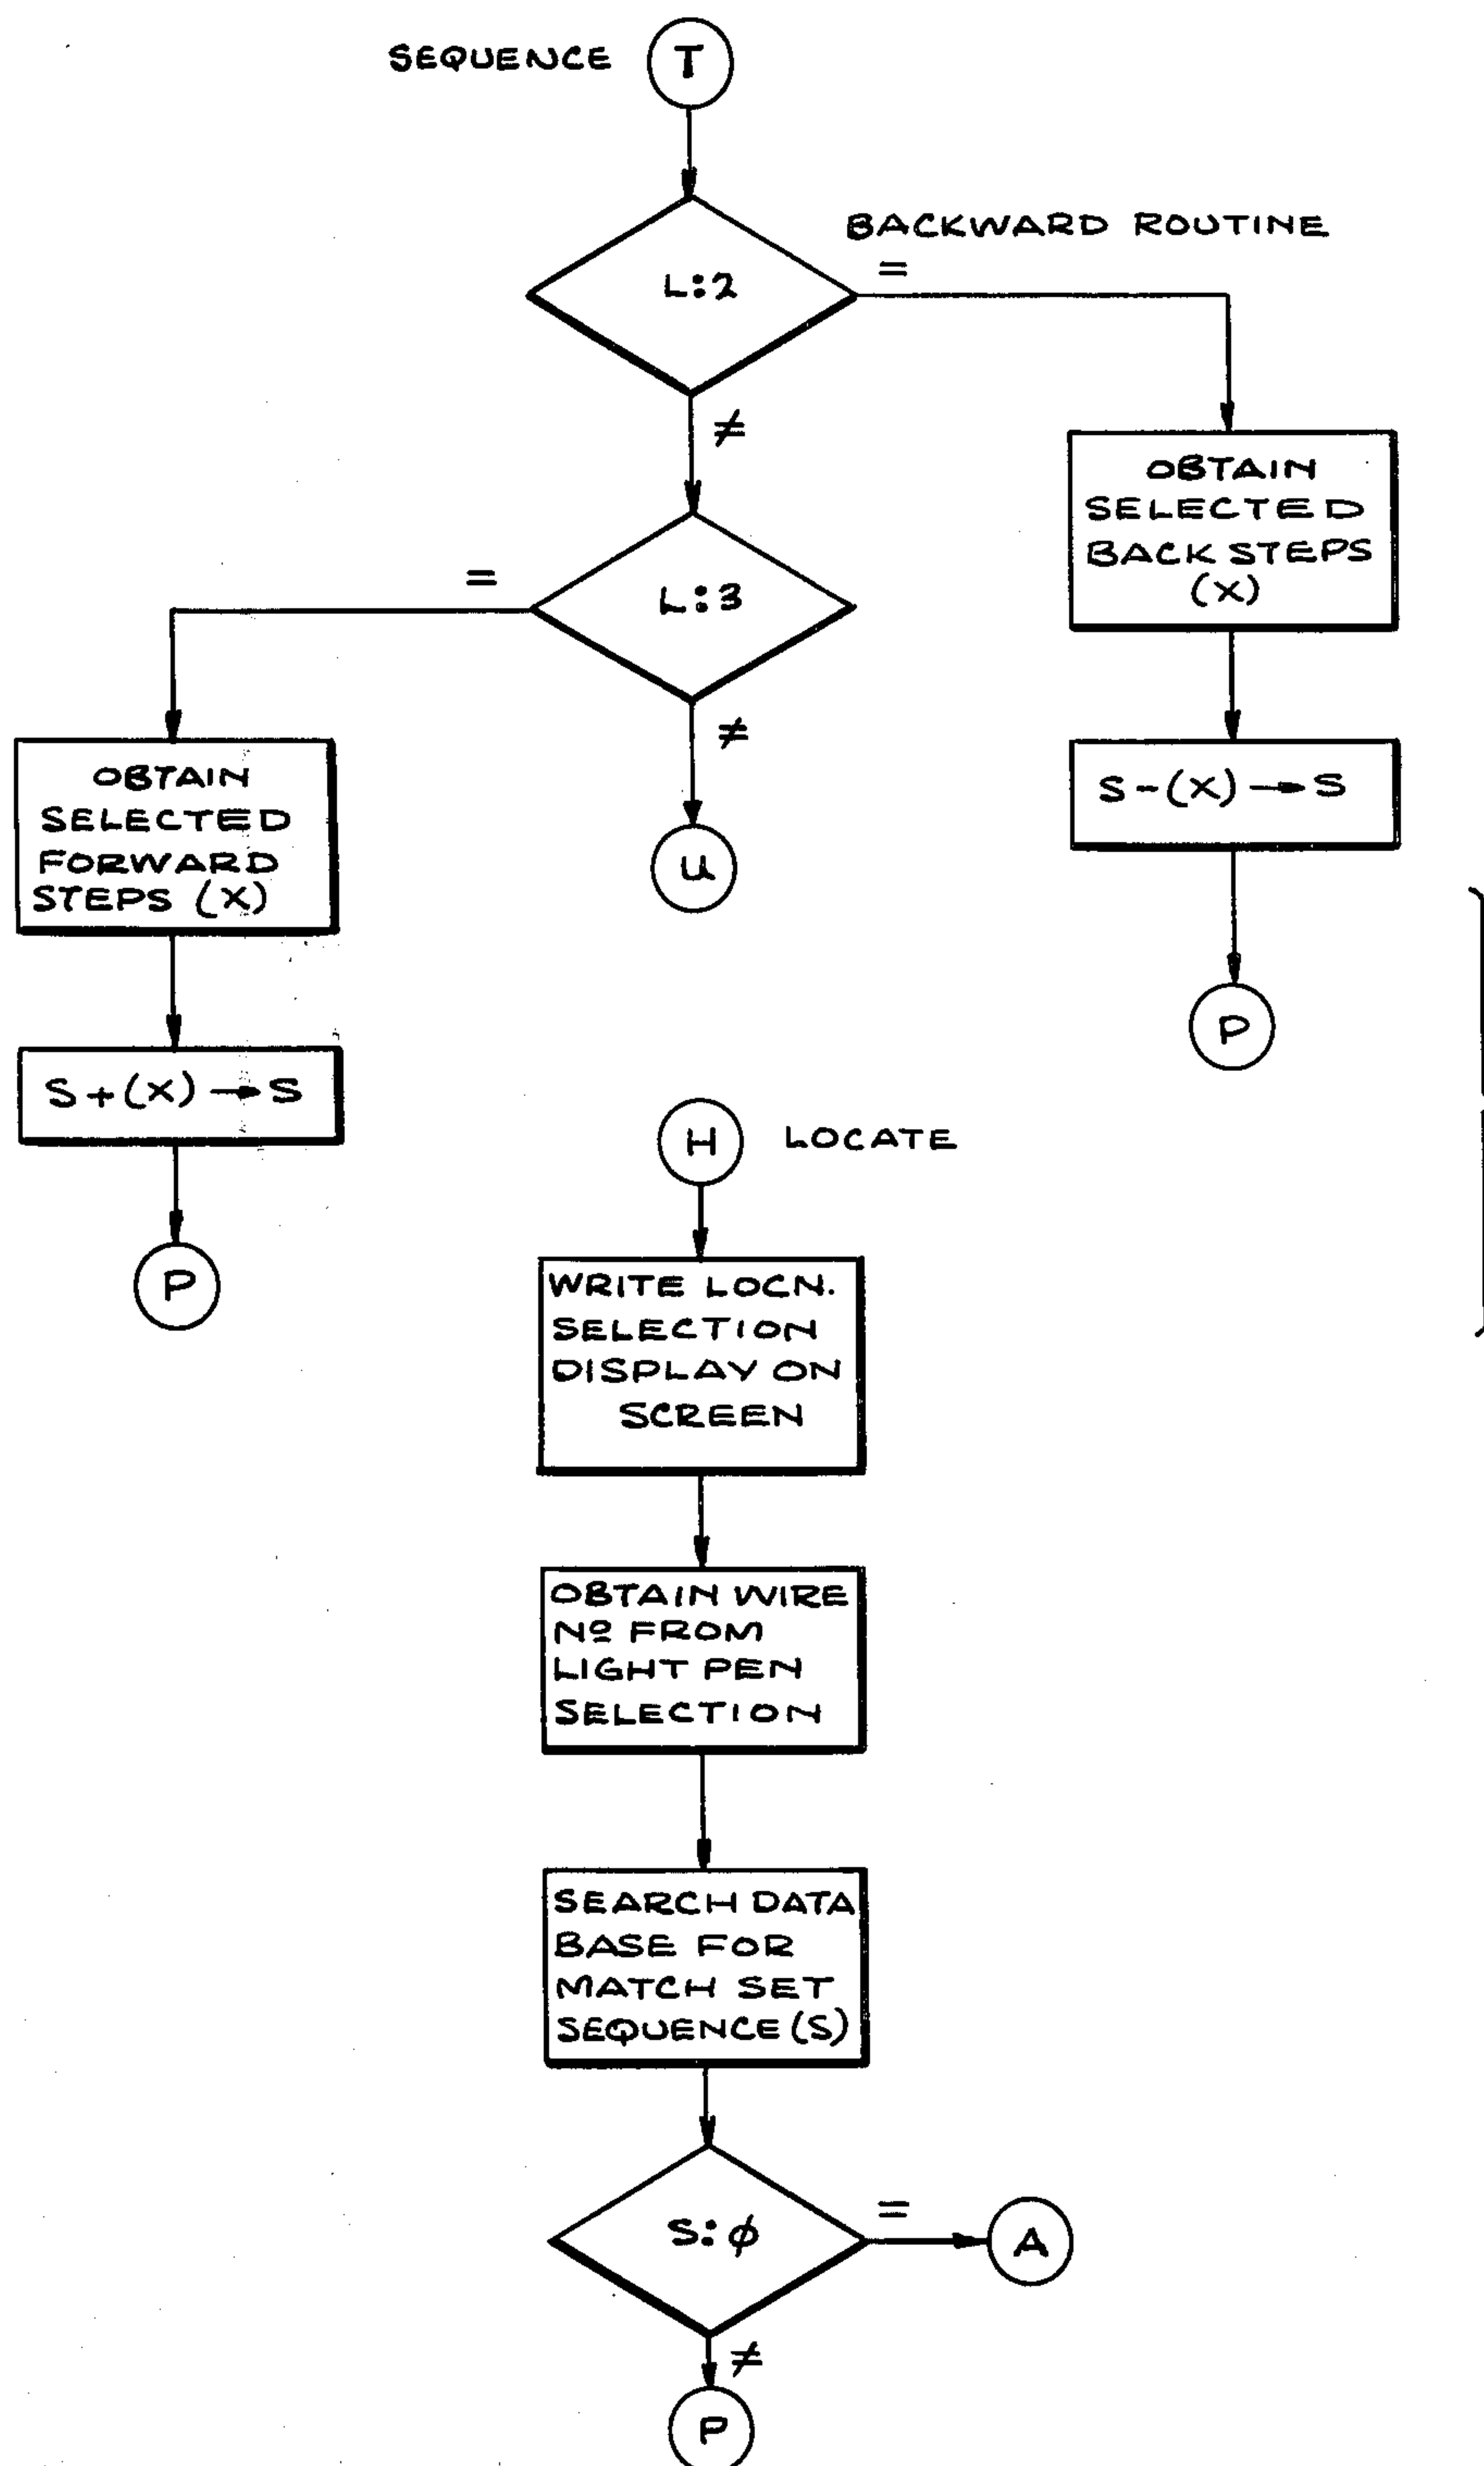 SEQUENCE T
BACKWARD ROUTINE
L:2 =
≠
OBTAIN
SELECTED
BACK STEPS
(X)
S-(X)→S
P
L:3
=
≠
U
OBTAIN
SELECTED
FORWARD
STEPS (X)
S+(X)→S
P
H LOCATE
WRITE LOCN.
SELECTION
DISPLAY ON
SCREEN
OBTAIN WIRE
Nº FROM
LIGHT PEN
SELECTION
SEARCH DATA
BASE FOR
MATCH SET
SEQUENCE (S)
S:ϕ = A
≠
P